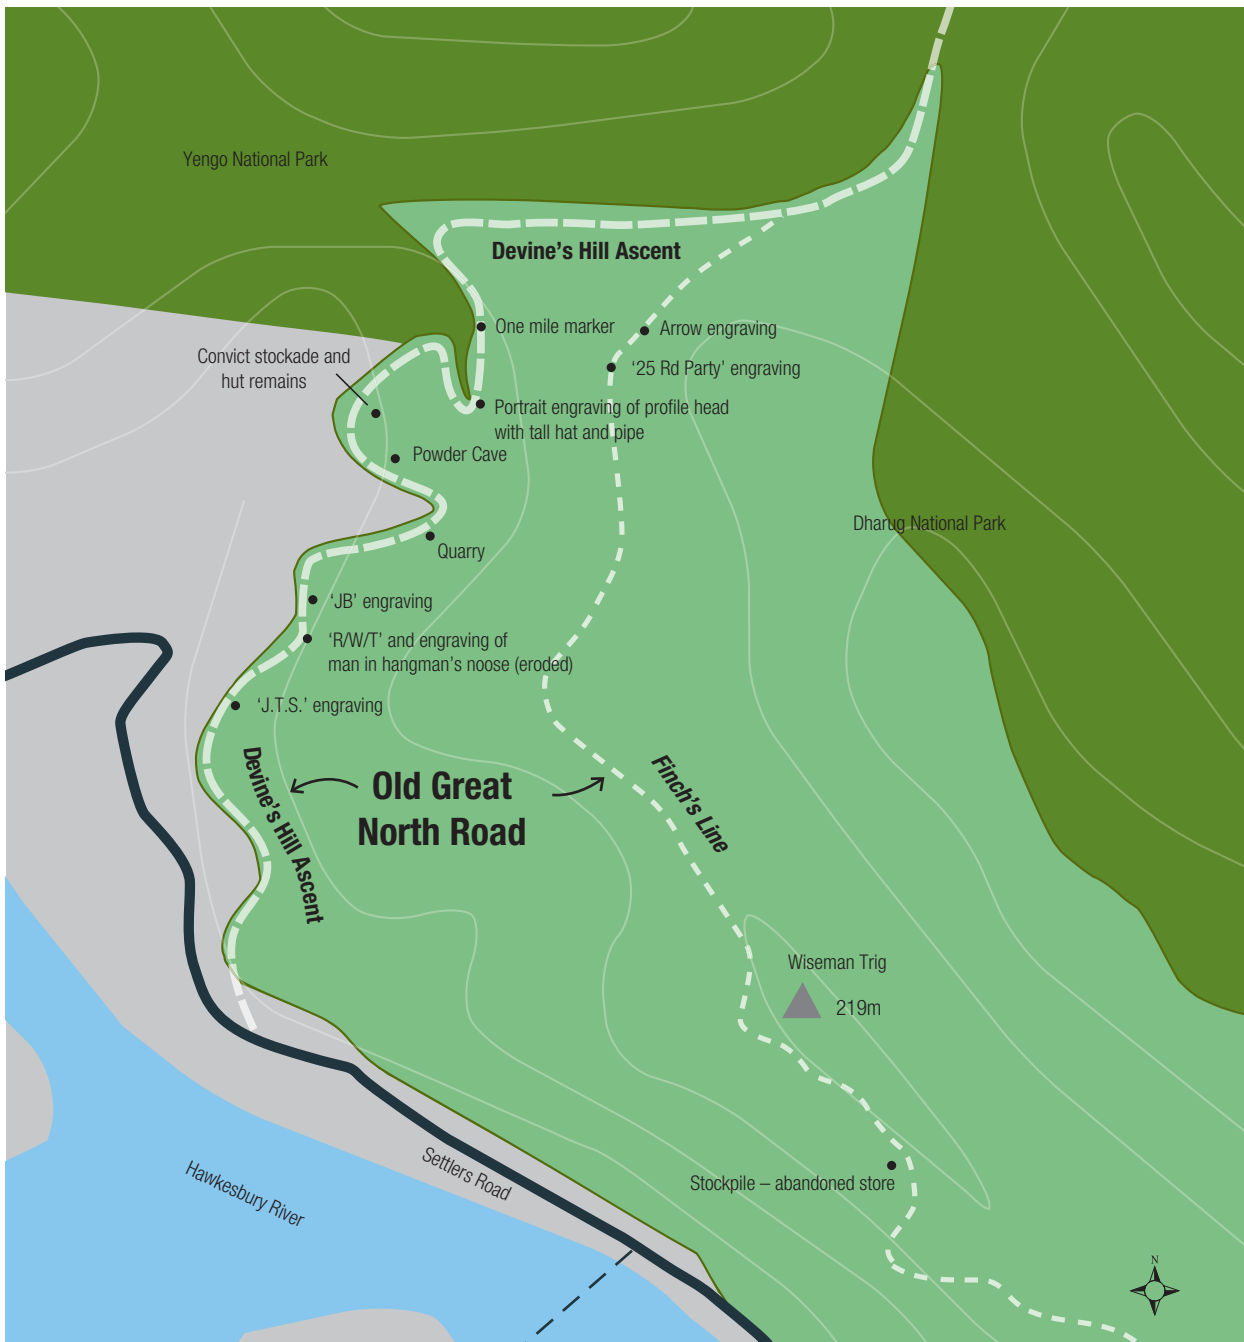 Yengo National Park
Devine’s Hill Ascent
One mile marker
Arrow engraving
Convict stockade and
hut remains
‘25 Rd Party’ engraving
Portrait engraving of profile head
with tall hat and pipe
Powder Cave
Dharug National Park
Quarry
‘JB’ engraving
‘R/W/T’ and engraving of
man in hangman’s noose (eroded)
‘J.T.S.’ engraving
Devine’s Hill Ascent
Old Great
North Road
Finch’s Line
Wiseman Trig
219m
Settlers Road
Stockpile – abandoned store
Hawkesbury River
N